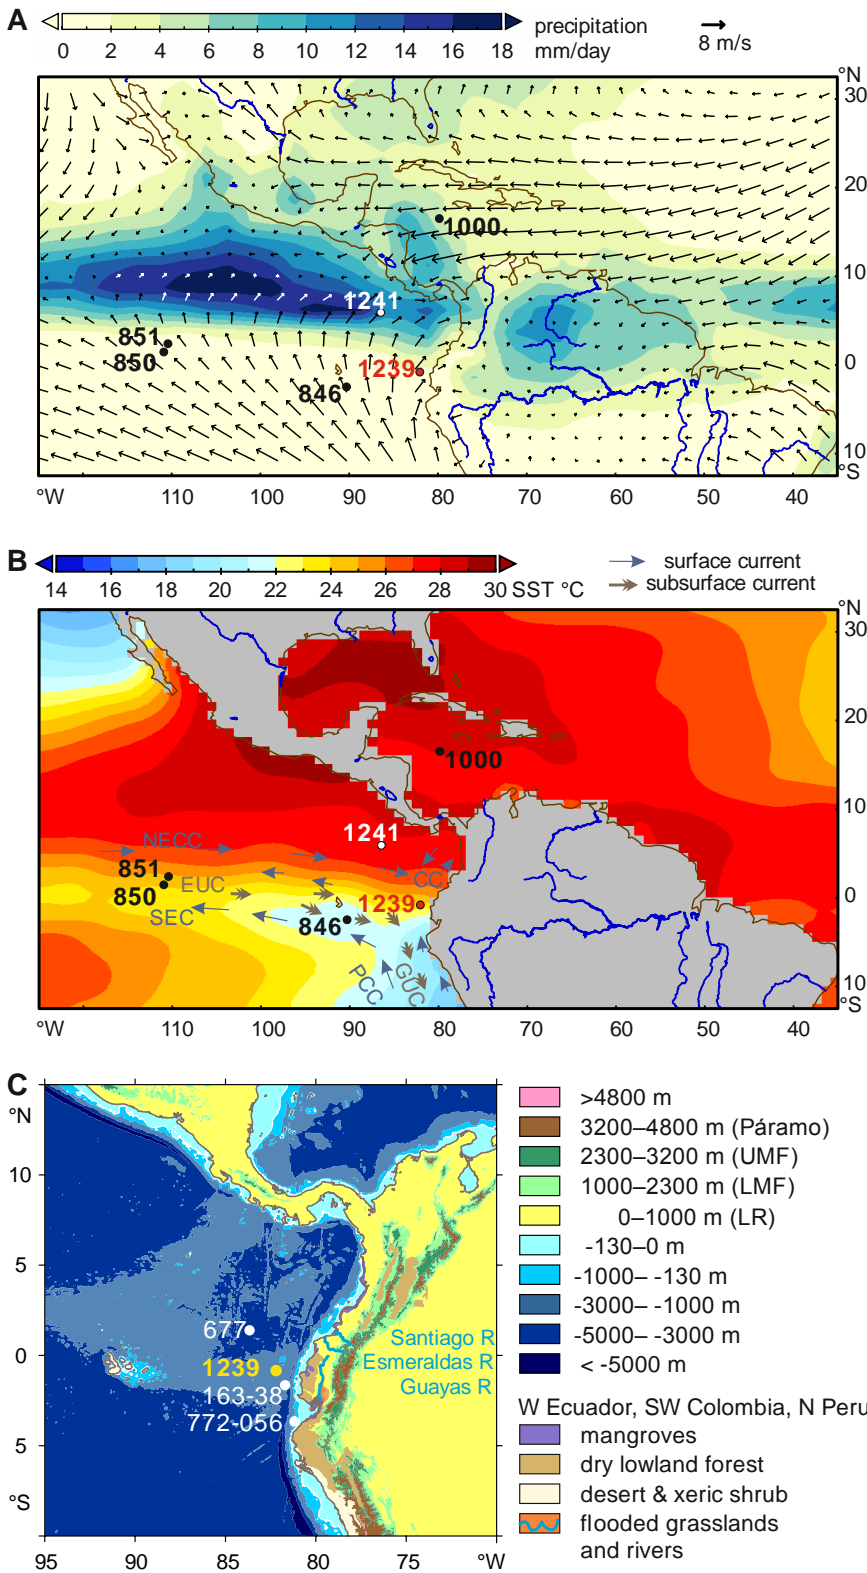 A
0 2 4 6 8 10 12 14 16 18
precipitation
mm/day
8 m/s
°N
30
20
10
0
10
°S
1000
1241
851
850
1239
846
°W 110 100 90 80 70 60 50 40
B
14 16 18 20 22 24 26 28 30 SST °C
surface current
subsurface current
°N
30
20
10
0
10
°S
1000
1241
NECC
851
850
EUC
CC
SEC
1239
846
PCC
GUC
°W 110 100 90 80 70 60 50 40
C
°N
10
5
0
5
°S
677
1239
163-38
772-056
Santiago R
Esmeraldas R
Guayas R
95 90 85 80 75 °W
>4800 m
3200–4800 m (Páramo)
2300–3200 m (UMF)
1000–2300 m (LMF)
0–1000 m (LR)
-130–0 m
-1000– -130 m
-3000– -1000 m
-5000– -3000 m
< -5000 m
W Ecuador, SW Colombia, N Peru
mangroves
dry lowland forest
desert & xeric shrub
flooded grasslands
and rivers